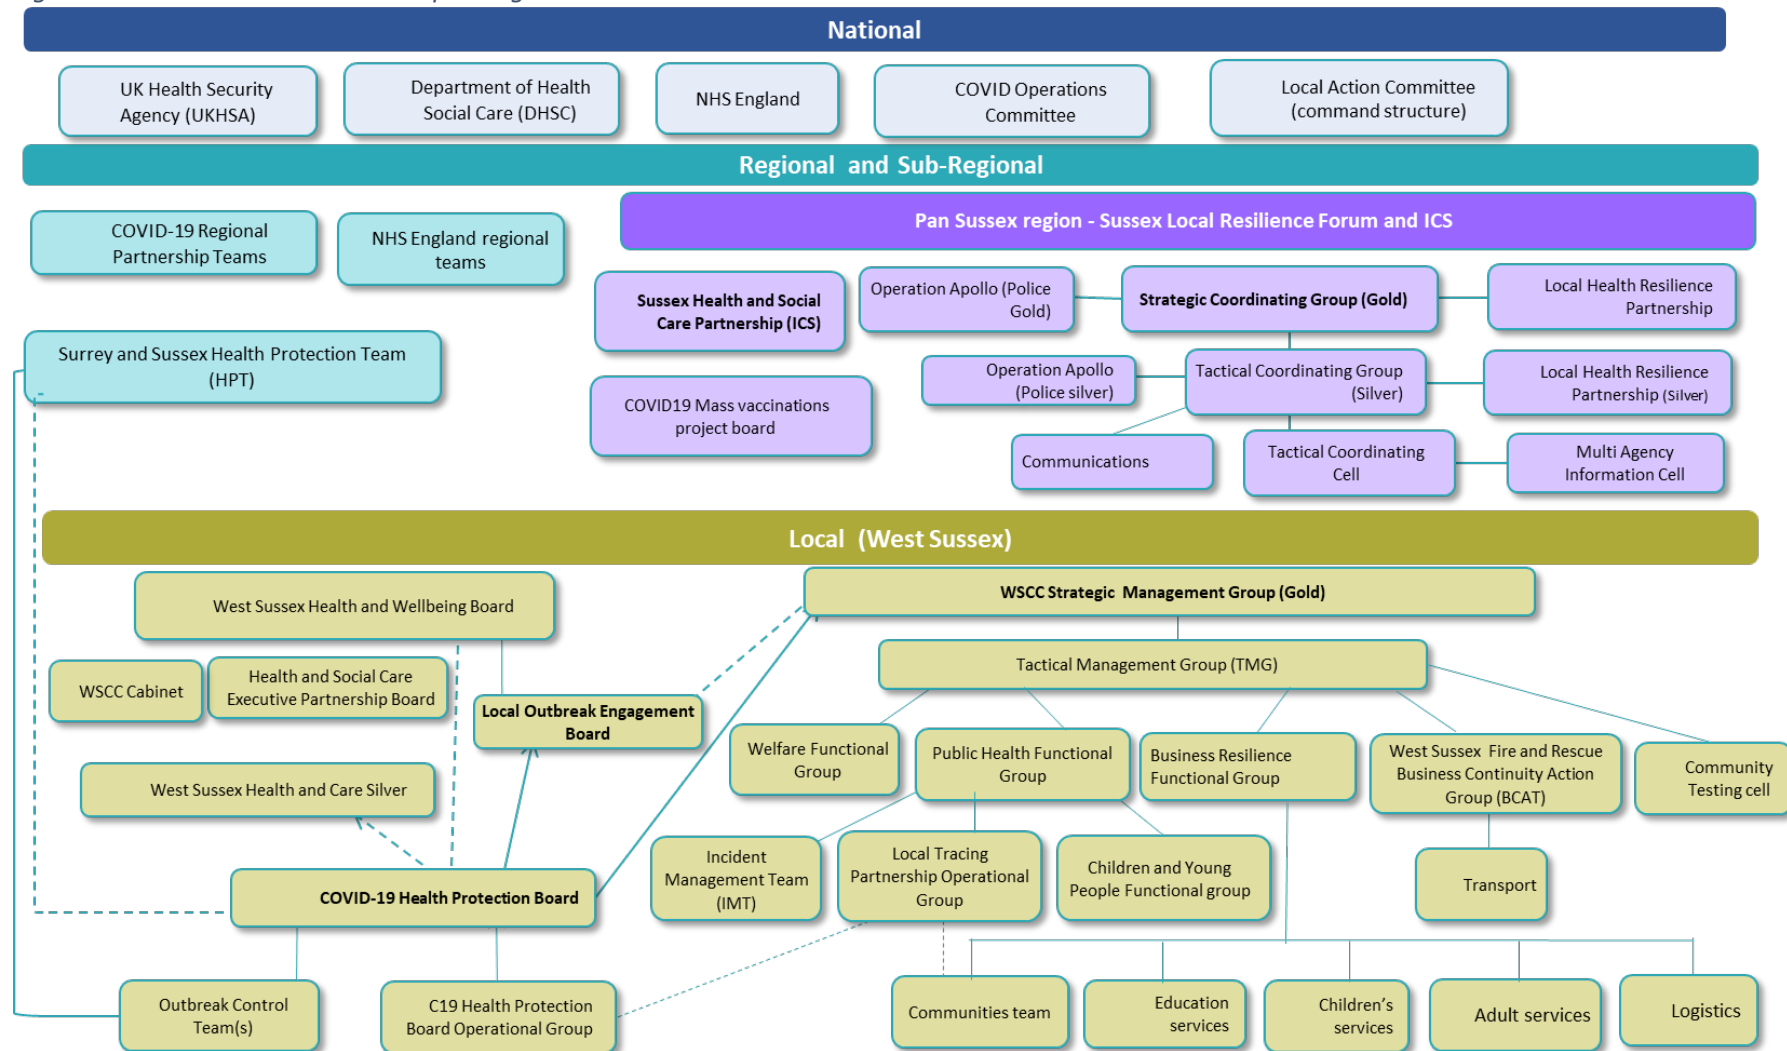 National
UK Health Security
Agency (UKHSA)
Department of Health
Social Care (DHSC)
NHS England
COVID Operations
Committee
Local Action Committee
(command structure)
Regional and Sub-Regional
Pan Sussex region - Sussex Local Resilience Forum and ICS
COVID-19 Regional
Partnership Teams
NHS England regional
teams
Sussex Health and Social
Care Partnership (ICS)
Operation Apollo (Police
Gold)
Strategic Coordinating Group (Gold)
Local Health Resilience
Partnership
Surrey and Sussex Health Protection Team
(HPT)
COVID19 Mass vaccinations
project board
Operation Apollo
(Police silver)
Tactical Coordinating Group
(Silver)
Local Health Resilience
Partnership (Silver)
Communications
Tactical Coordinating
Cell
Multi Agency
Information Cell
Local (West Sussex)
West Sussex Health and Wellbeing Board
WSCC Strategic Management Group (Gold)
WSCC Cabinet
Health and Social Care
Executive Partnership Board
Tactical Management Group (TMG)
Local Outbreak Engagement
Board
Welfare Functional
Group
Public Health Functional
Group
Business Resilience
Functional Group
West Sussex Fire and Rescue
Business Continuity Action
Group (BCAT)
Community
Testing cell
West Sussex Health and Care Silver
Incident
Management Team
(IMT)
Local Tracing
Partnership Operational
Group
Children and Young
People Functional group
Transport
COVID-19 Health Protection Board
Outbreak Control
Team(s)
C19 Health Protection
Board Operational Group
Communities team
Education
services
Children's
services
Adult services
Logistics